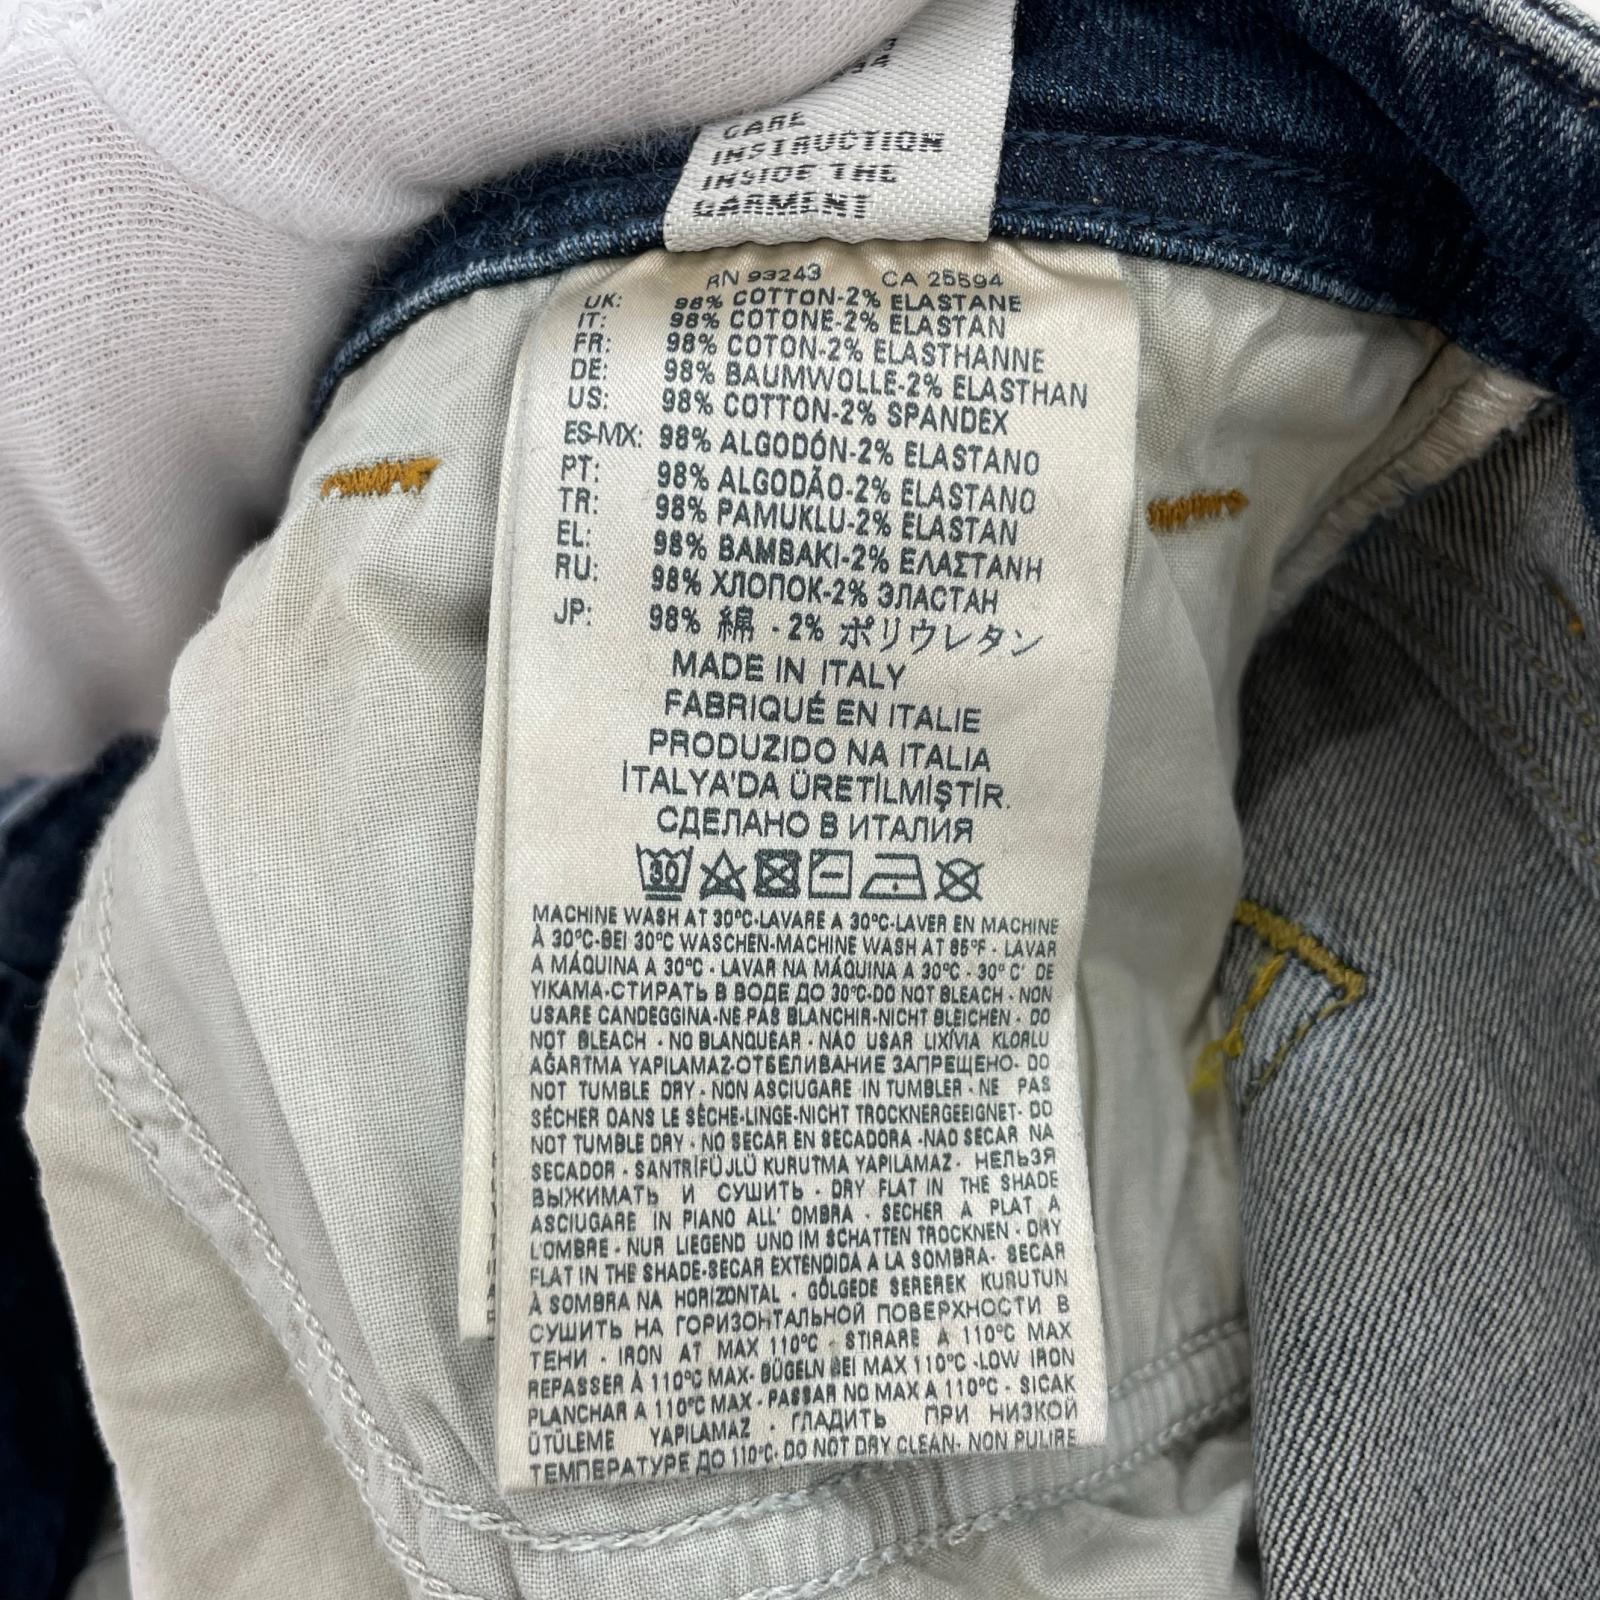 CARE
INSTRUCTION
INSIDE THE
GARMENT
RN 93243 CA 25594
UK: 98% COTTON-2% ELASTANE
IT: 98% COTONE-2% ELASTAN
FR: 98% COTON-2% ELASTHANNE
DE: 98% BAUMWOLLE-2% ELASTHAN
US: 98% COTTON-2% SPANDEX
ES-MX: 98% ALGODÓN-2% ELASTANO
PT: 98% ALGODÃO-2% ELASTANO
TR: 98% PAMUKLU-2% ELASTAN
EL: 98% BAMBAKI-2% ΕΛΑΣΤΑΝΗ
RU: 98% ХЛОПОК-2% ЭЛАСТАН
JP: 98% 綿 - 2% ポリウレタン
MADE IN ITALY
FABRIQUÉ EN ITALIE
PRODUZIDO NA ITALIA
İTALYA'DA ÜRETİLMİŞTİR.
СДЕЛАНО В ИТАЛИЯ
30
MACHINE WASH AT 30°C-LAVARE A 30°C-LAVER EN MACHINE
À 30°C-BEI 30°C WASCHEN-MACHINE WASH AT 85°F - LAVAR
A MÁQUINA A 30°C - LAVAR NA MÁQUINA A 30°C - 30° C' DE
YIKAMA-СТИРАТЬ В ВОДЕ ДО 30°C-DO NOT BLEACH - NON
USARE CANDEGGINA-NE PAS BLANCHIR-NICHT BLEICHEN - DO
NOT BLEACH - NO BLANQUEAR - NAO USAR LIXÍVIA KLORLU
AĞARTMA YAPILAMAZ-ОТБЕЛИВАНИЕ ЗАПРЕЩЕНО- DO
NOT TUMBLE DRY - NON ASCIUGARE IN TUMBLER - NE PAS
SÉCHER DANS LE SÈCHE-LINGE-NICHT TROCKNERGEEIGNET- DO
NOT TUMBLE DRY - NO SECAR EN SECADORA -NAO SECAR NA
SECADOR - SANTRİFÜJLÜ KURUTMA YAPILAMAZ - НЕЛЬЗЯ
ВЫЖИМАТЬ И СУШИТЬ - DRY FLAT IN THE SHADE
ASCIUGARE IN PIANO ALL' OMBRA - SÉCHER À PLAT A
L'OMBRE - NUR LIEGEND UND IM SCHATTEN TROCKNEN - DRY
FLAT IN THE SHADE-SECAR EXTENDIDA A LA SOMBRA- SECAR
À SOMBRA NA HORIZONTAL - GÖLGEDE SEREREK KURUTUN
СУШИТЬ НА ГОРИЗОНТАЛЬНОЙ ПОВЕРХНОСТИ В
ТЕНИ - IRON AT MAX 110°C - STIRARE A 110°C MAX
REPASSER À 110°C MAX- BÜGELN BEI MAX 110°C -LOW IRON
PLANCHAR A 110°C MAX - PASSAR NO MAX A 110°C - SICAK
ÜTÜLEME YAPILAMAZ - ГЛАДИТЬ ПРИ НИЗКОЙ
ТЕМПЕРАТУРЕ ДО 110°C- DO NOT DRY CLEAN- NON PULIRE